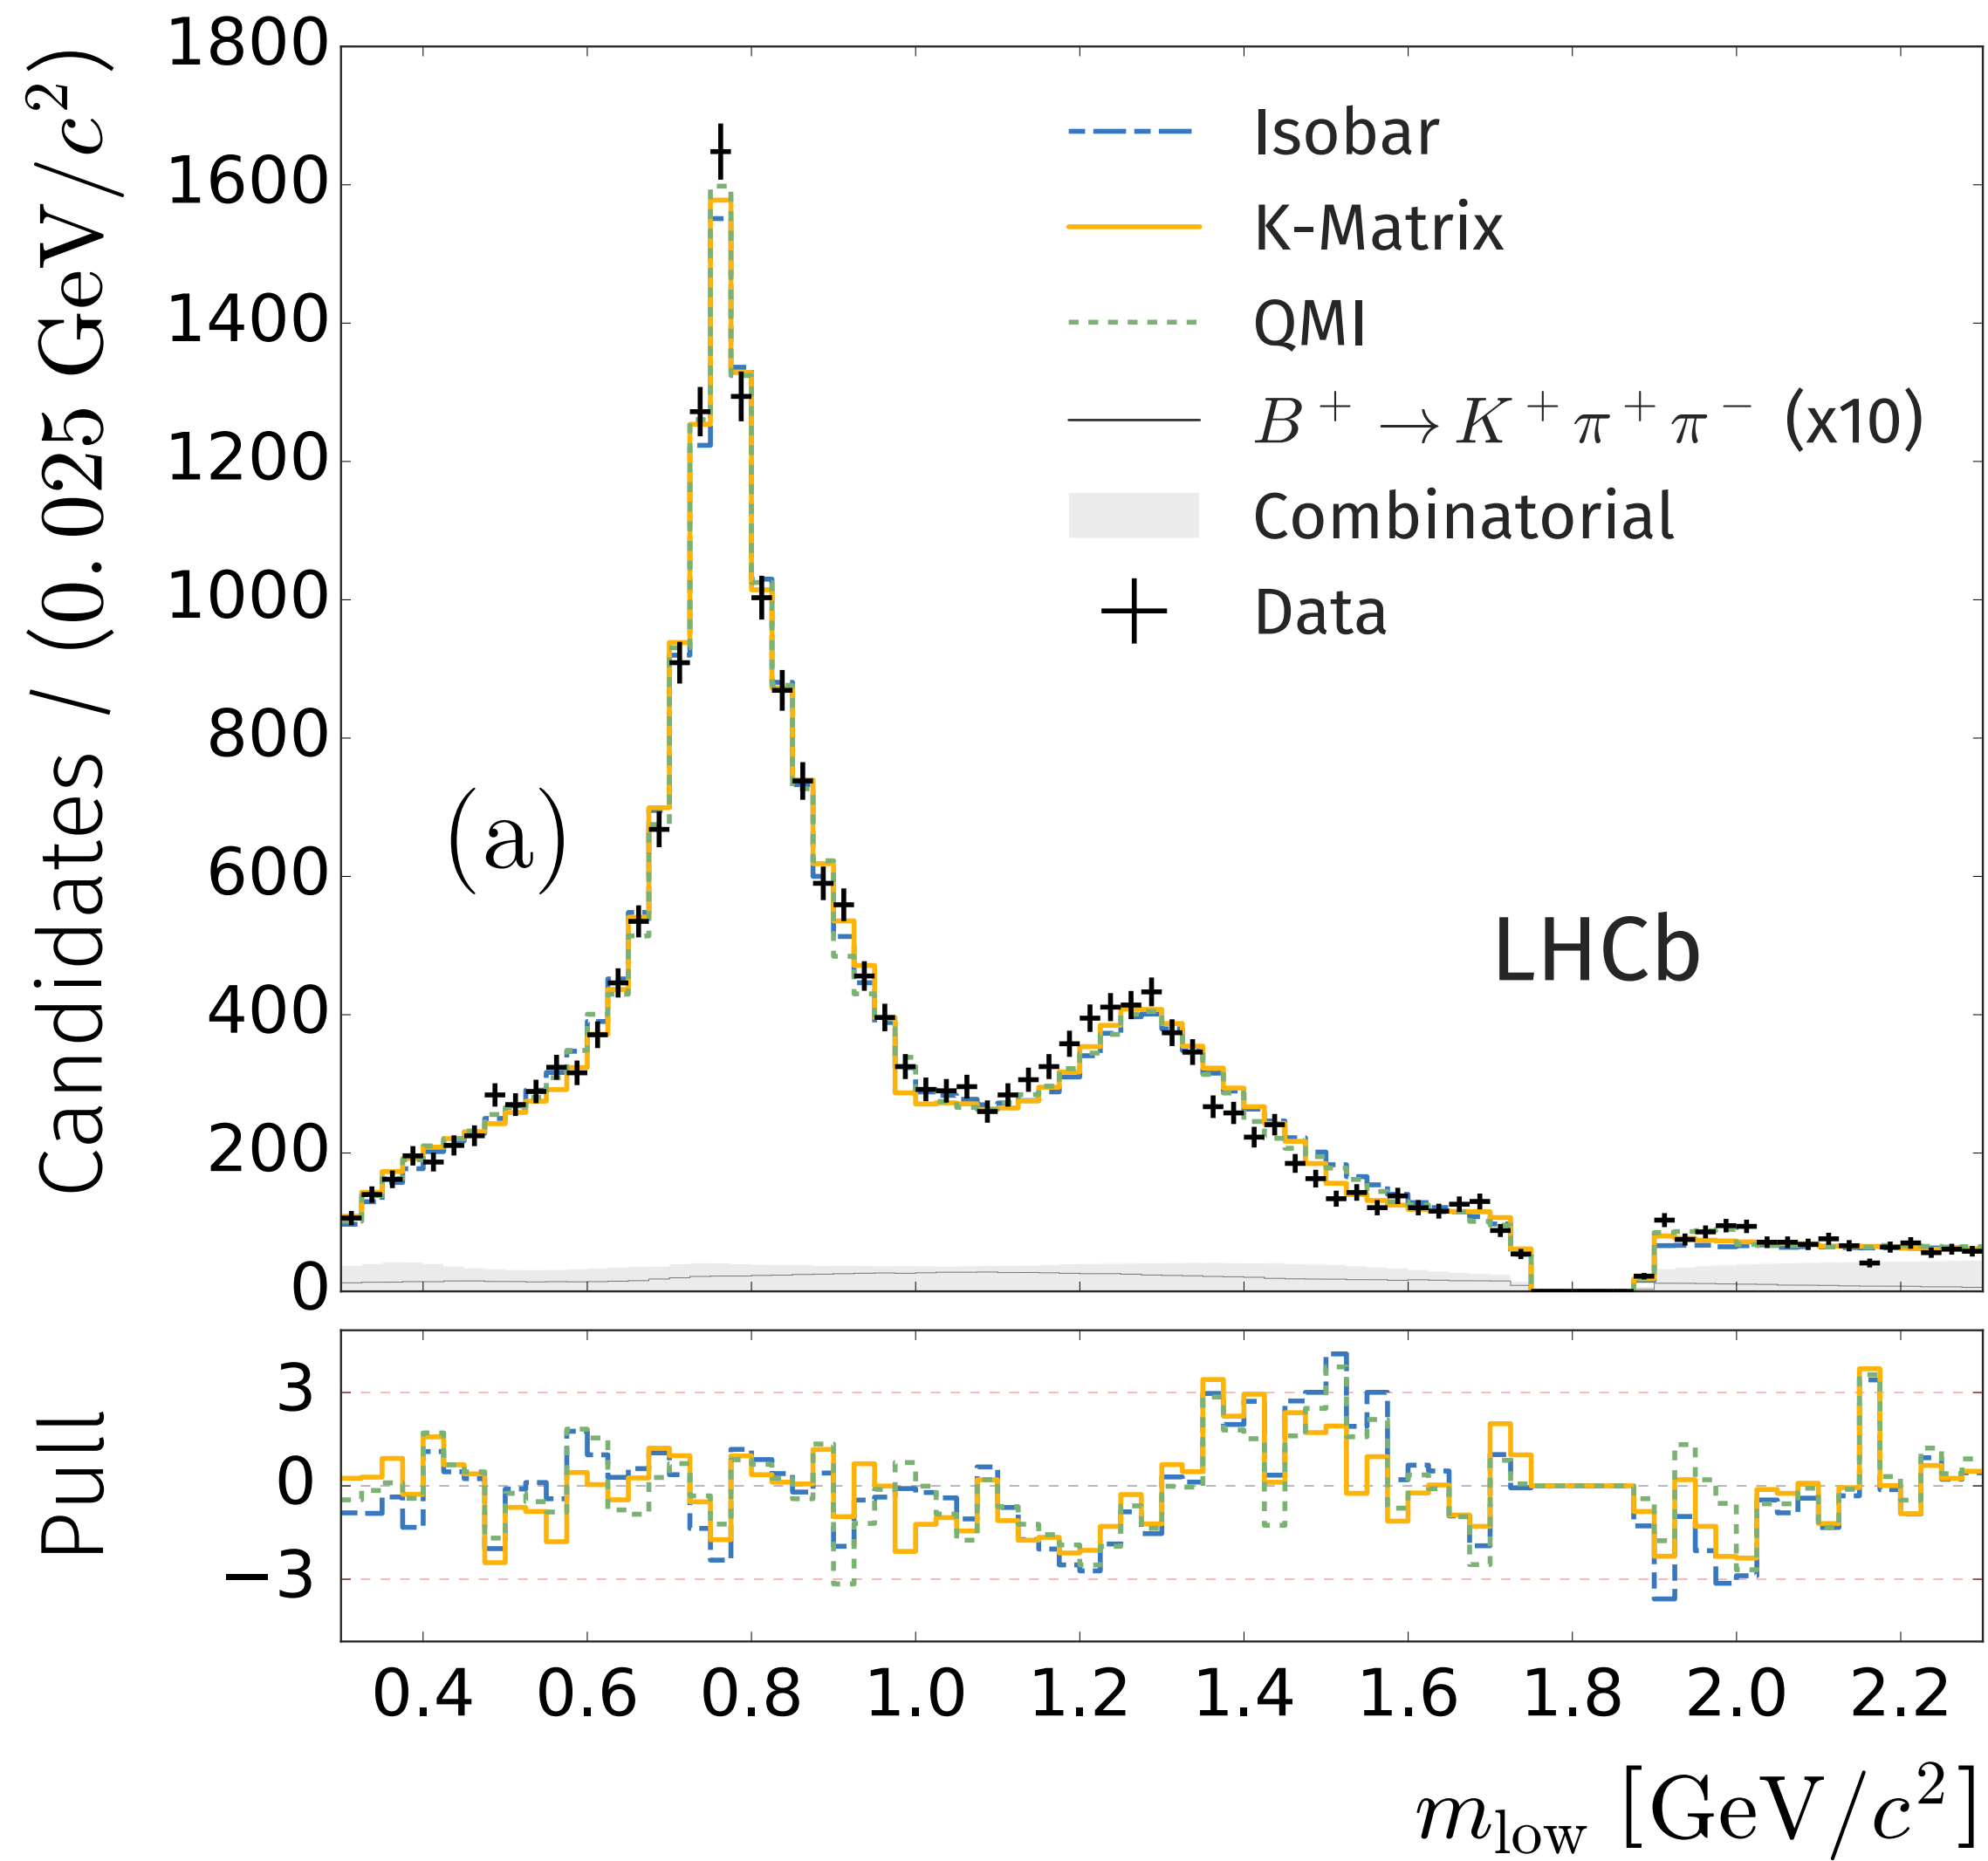 Candidates / (0.025 GeV/c²)
1800
1600
1400
1200
1000
800
600
400
200
0
Isobar
K-Matrix
QMI
B⁺ → K⁺π⁺π⁻ (x10)
Combinatorial
Data
(a)
LHCb
Pull
3
0
−3
0.4 0.6 0.8 1.0 1.2 1.4 1.6 1.8 2.0 2.2
m_low [GeV/c²]